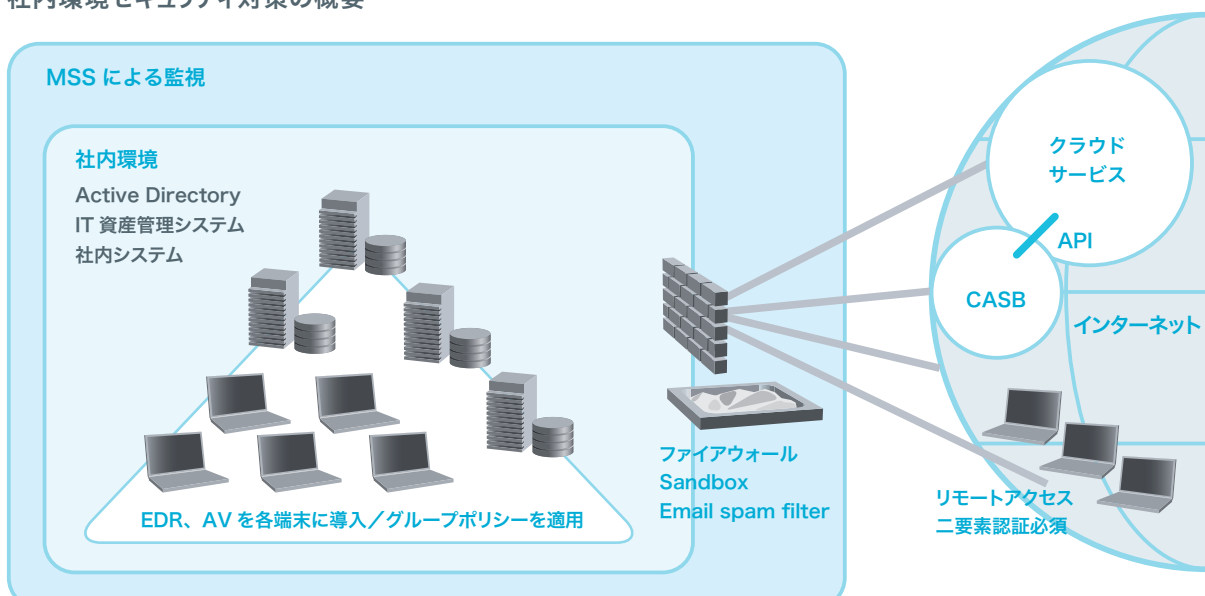 社内環境セキュリティ対策の概要
MSS による監視
社内環境
Active Directory
IT 資産管理システム
社内システム
EDR、AV を各端末に導入／グループポリシーを適用
ファイアウォール
Sandbox
Email spam filter
クラウド
サービス
API
CASB
インターネット
リモートアクセス
二要素認証必須